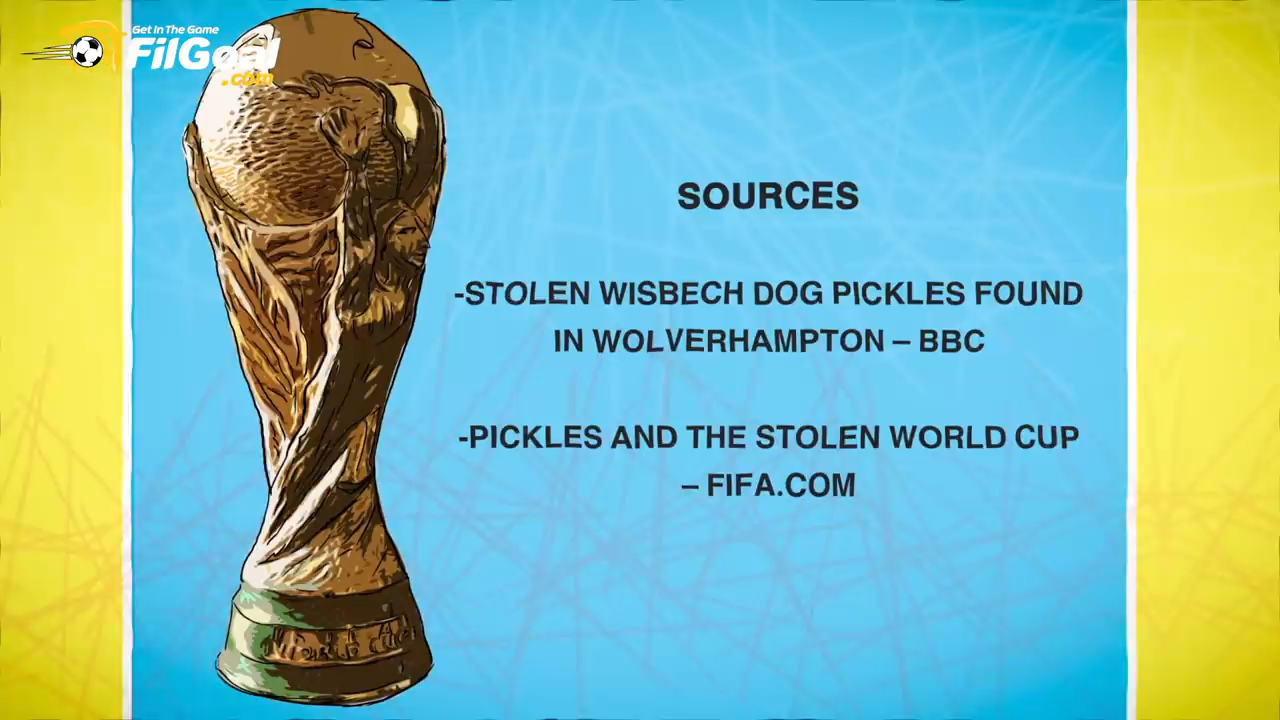 Get In The Game
FilGoal
.com
SOURCES
-STOLEN WISBECH DOG PICKLES FOUND
IN WOLVERHAMPTON – BBC
-PICKLES AND THE STOLEN WORLD CUP
– FIFA.COM